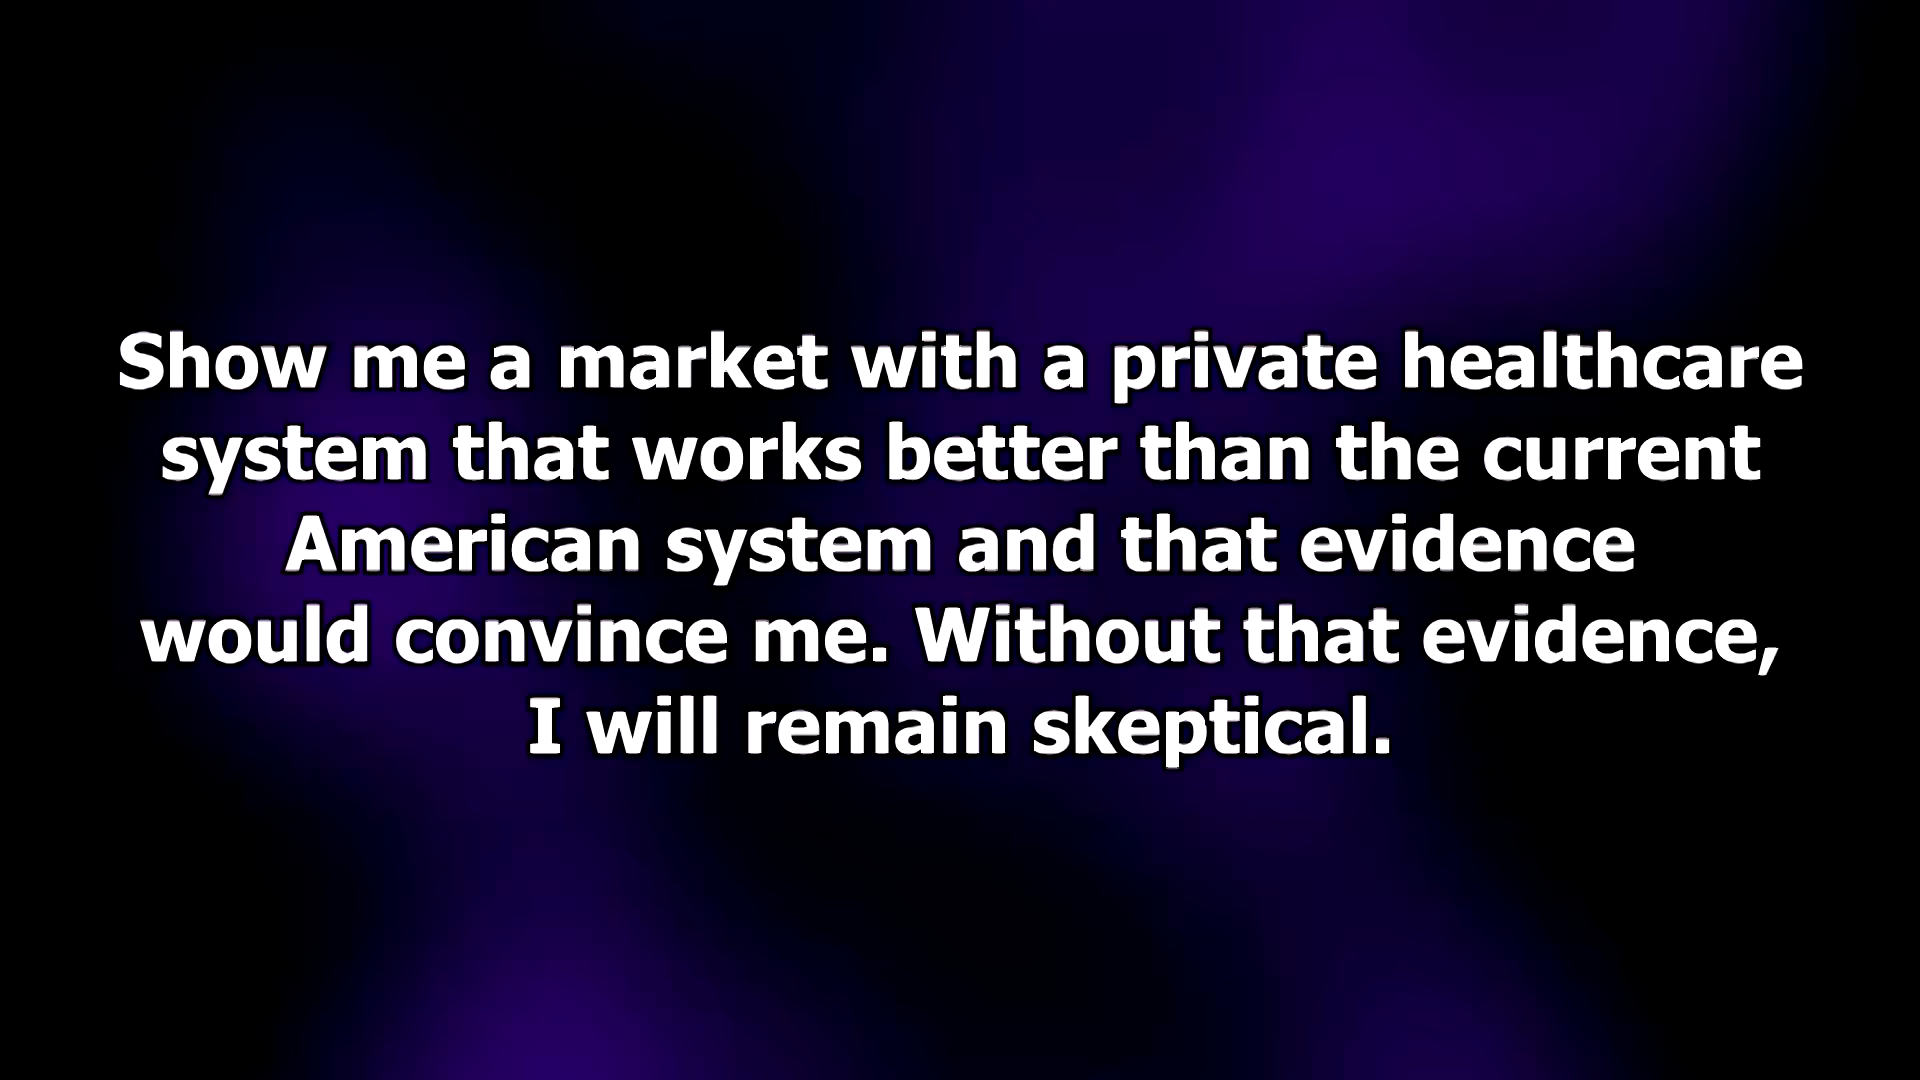 Show me a market with a private healthcare
system that works better than the current
American system and that evidence
would convince me. Without that evidence,
I will remain skeptical.